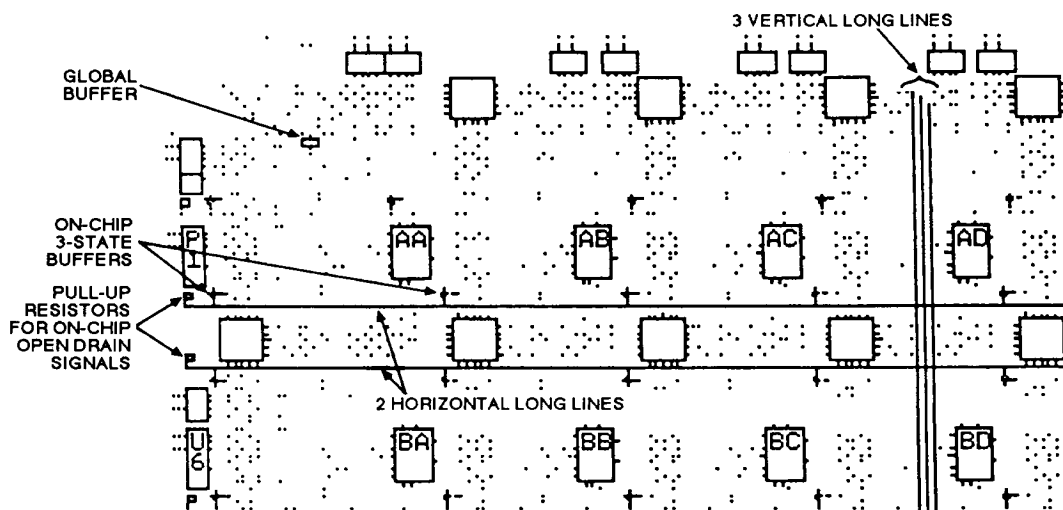 3 VERTICAL LONG LINES
GLOBAL
BUFFER
ON-CHIP
3-STATE
BUFFERS
P
1
AA
AB
AC
AD
PULL-UP
RESISTORS
FOR ON-CHIP
OPEN DRAIN
SIGNALS
2 HORIZONTAL LONG LINES
U
6
BA
BB
BC
BD